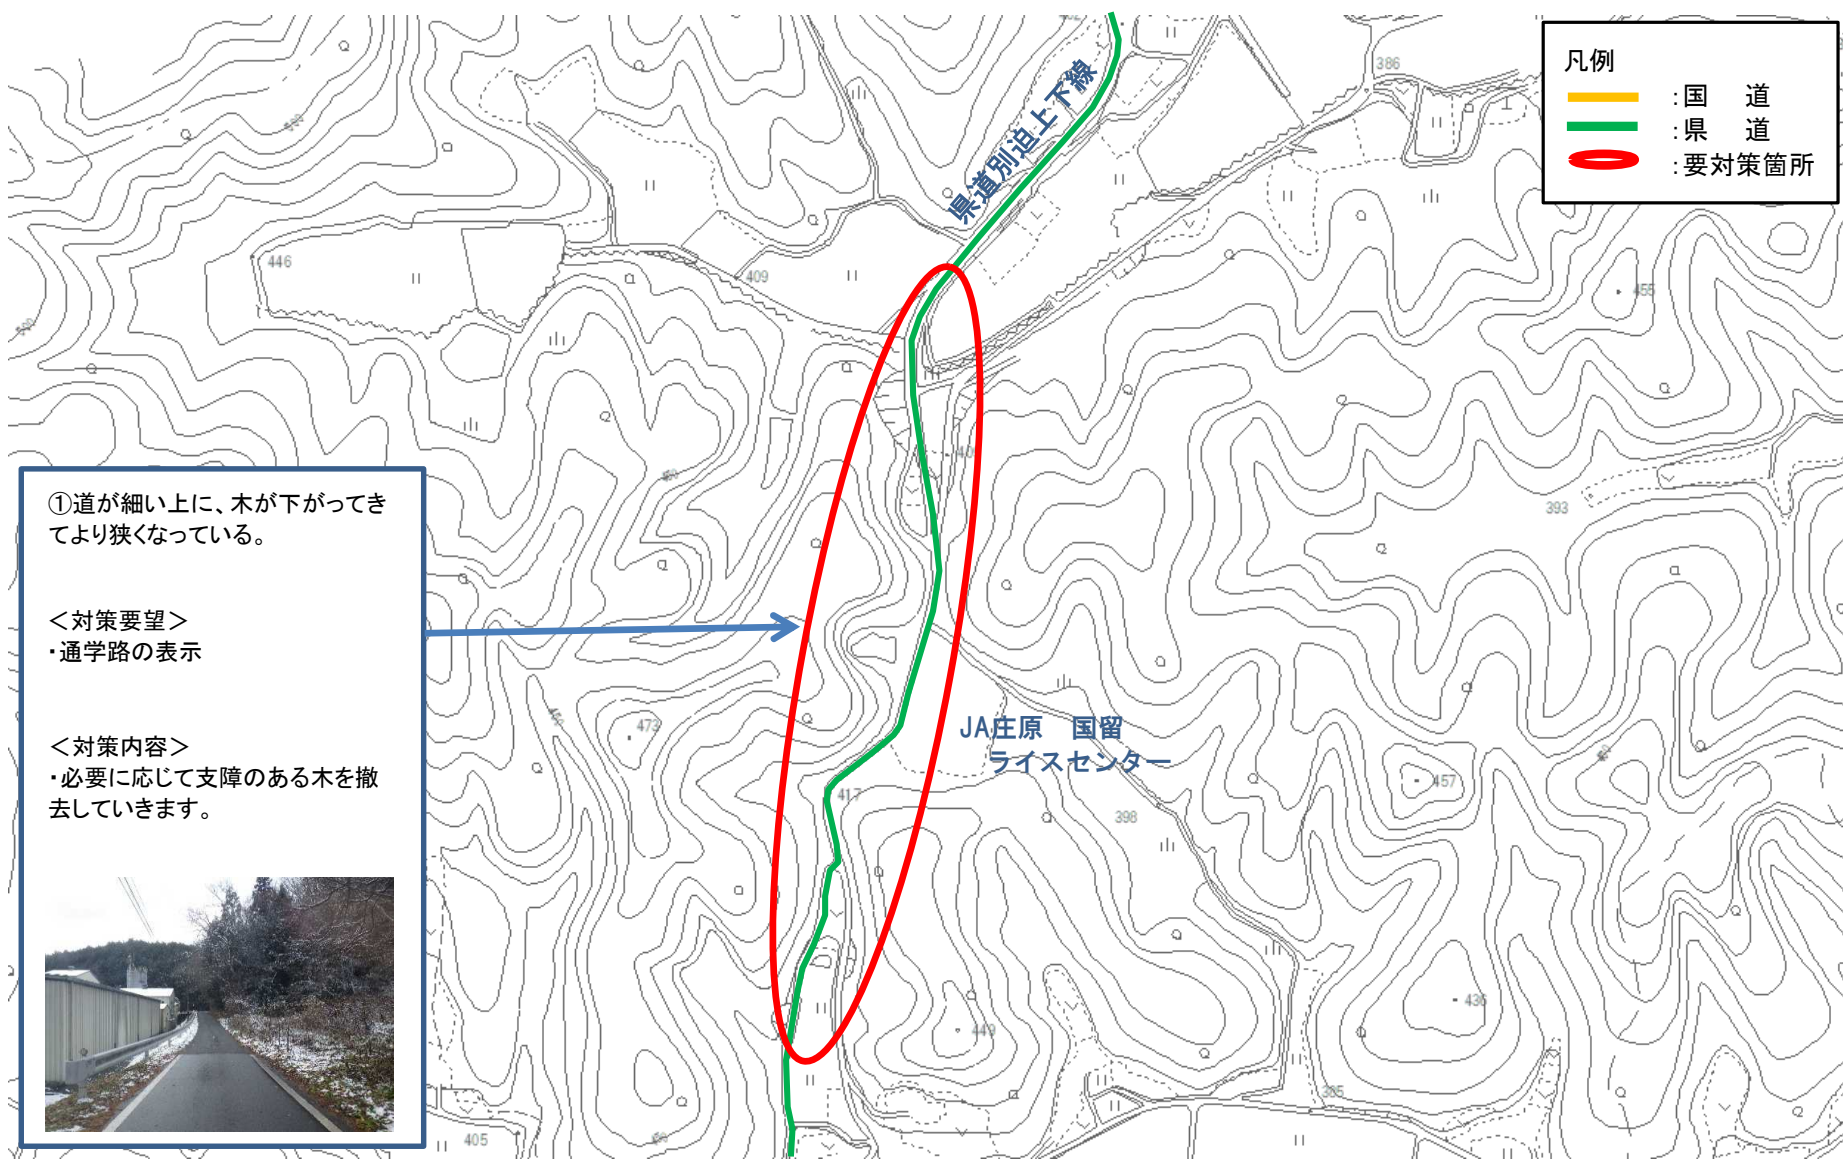 凡例
：国　道
：県　道
：要対策箇所
県道別迫上下線
386
446
409
455
393
①道が細い上に、木が下がってき
てより狭くなっている。
＜対策要望＞
・通学路の表示
＜対策内容＞
・必要に応じて支障のある木を撤
去していきます。
473
JA庄原　国留
ライスセンター
417
398
457
436
449
385
405